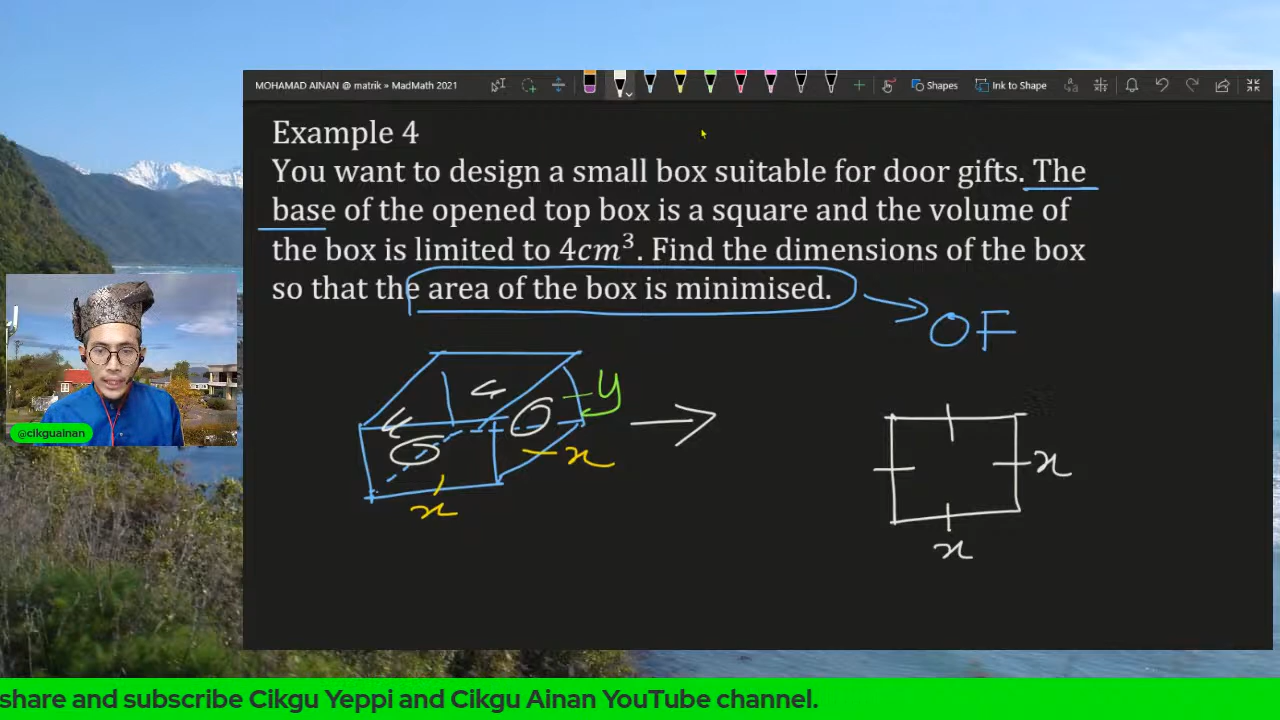 MOHAMAD AINAN @ matrik » MadMath 2021
Shapes
Ink to Shape
Example 4
You want to design a small box suitable for door gifts. The
base of the opened top box is a square and the volume of
the box is limited to 4cm³. Find the dimensions of the box
so that the area of the box is minimised.
OF
y
x
x
x
x
@cikguainan
share and subscribe Cikgu Yeppi and Cikgu Ainan YouTube channel.